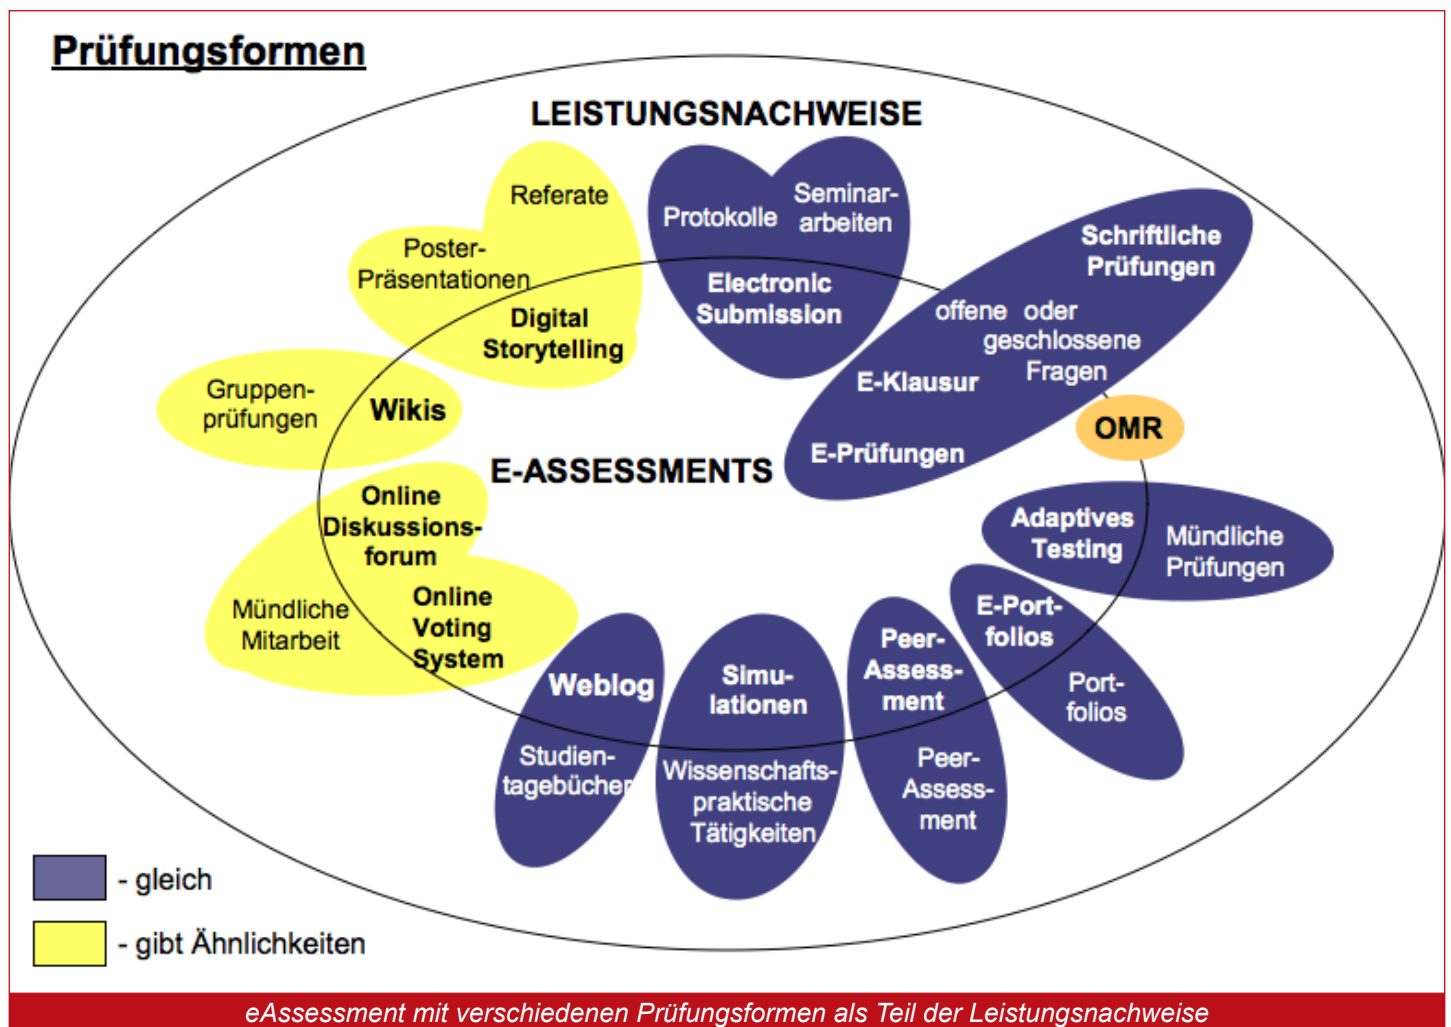 Prüfungsformen
LEISTUNGSNACHWEISE
Referate
Poster-
Präsentationen
Digital
Storytelling
Protokolle
Seminar-
arbeiten
Electronic
Submission
Schriftliche
Prüfungen
offene oder
geschlossene
Fragen
E-Klausur
E-Prüfungen
OMR
Gruppen-
prüfungen
Wikis
E-ASSESSMENTS
Online
Diskussions-
forum
Mündliche
Mitarbeit
Online
Voting
System
Adaptives
Testing
Mündliche
Prüfungen
E-Port-
folios
Port-
folios
Peer-
Assess-
ment
Peer-
Assess-
ment
Simu-
lationen
Wissenschafts-
praktische
Tätigkeiten
Weblog
Studien-
tagebücher
- gleich
- gibt Ähnlichkeiten
eAssessment mit verschiedenen Prüfungsformen als Teil der Leistungsnachweise